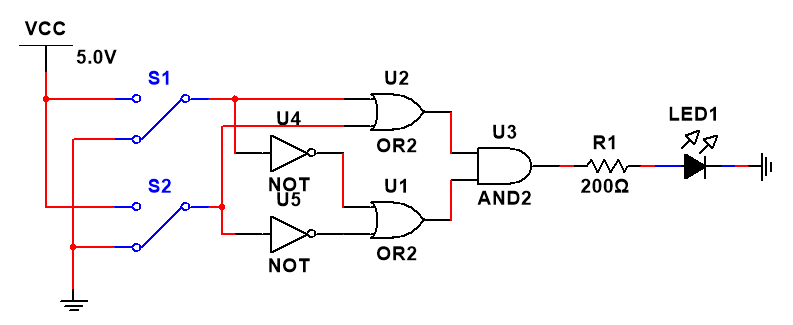 VCC
5.0V
S1
U2
U4
OR2
U3
LED1
R1
NOT
S2
U5
U1
AND2
200Ω
OR2
NOT